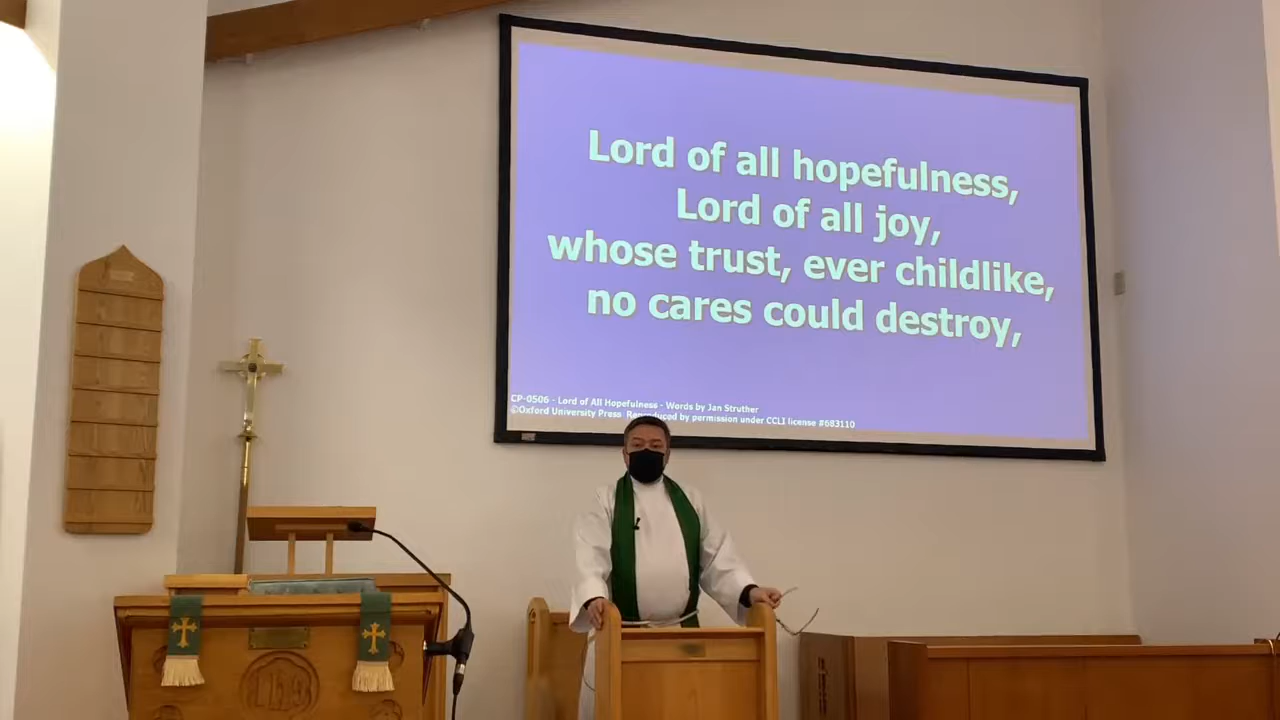 Lord of all hopefulness,
Lord of all joy,
whose trust, ever childlike,
no cares could destroy,
CP-0506 - Lord of All Hopefulness - Words by Jan Struther
©Oxford University Press Reproduced by permission under CCLI license #683110
Ihs